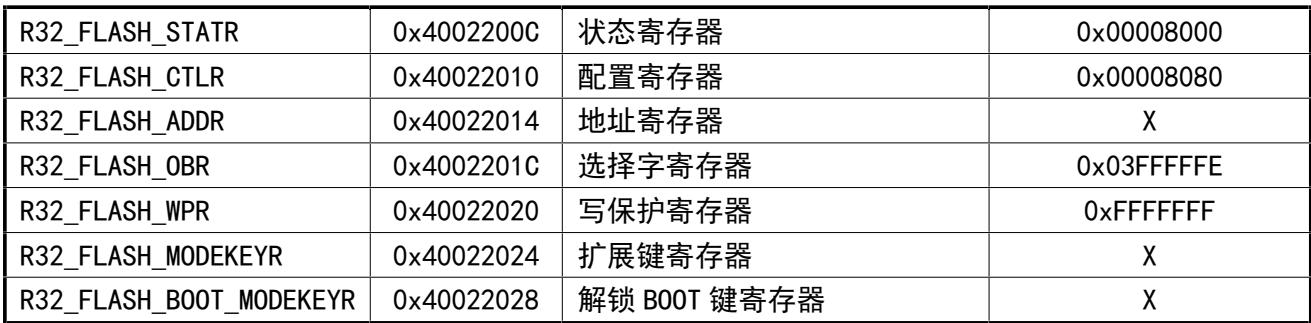 R32_FLASH_STATR 0x4002200C 状态寄存器 0x00008000
R32_FLASH_CTLR 0x40022010 配置寄存器 0x00008080
R32_FLASH_ADDR 0x40022014 地址寄存器 X
R32_FLASH_OBR 0x4002201C 选择字寄存器 0x03FFFFFE
R32_FLASH_WPR 0x40022020 写保护寄存器 0xFFFFFFF
R32_FLASH_MODEKEYR 0x40022024 扩展键寄存器 X
R32_FLASH_BOOT_MODEKEYR 0x40022028 解锁 BOOT 键寄存器 X